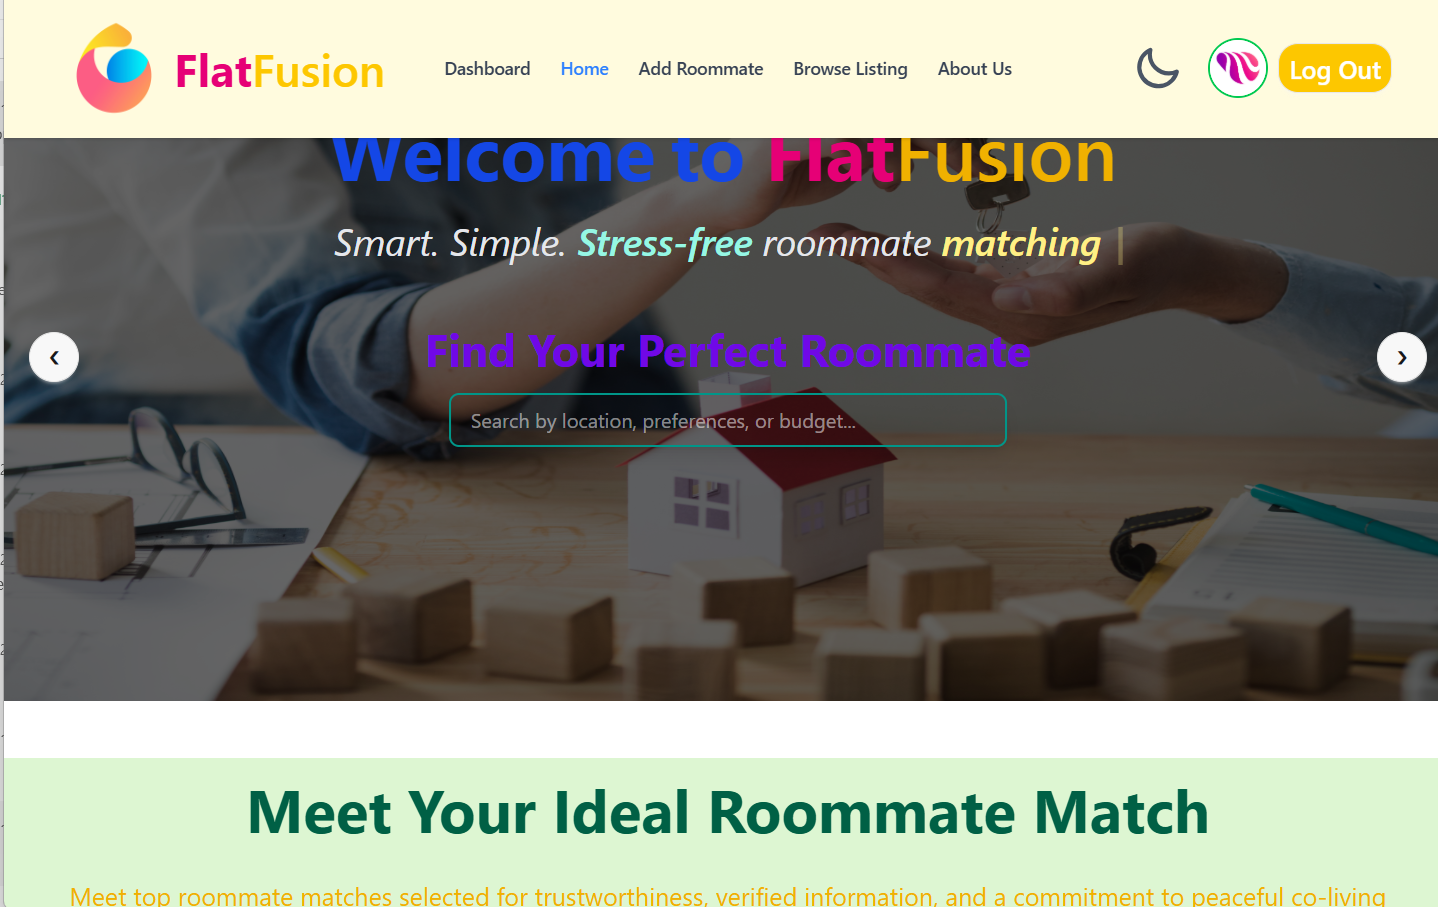 FlatFusion
Dashboard Home Add Roommate Browse Listing About Us
Log Out
Welcome to FlatFusion
Smart. Simple. Stress-free roommate matching |
Find Your Perfect Roommate
Search by location, preferences, or budget...
Meet Your Ideal Roommate Match
Meet top roommate matches selected for trustworthiness, verified information, and a commitment to peaceful co-living